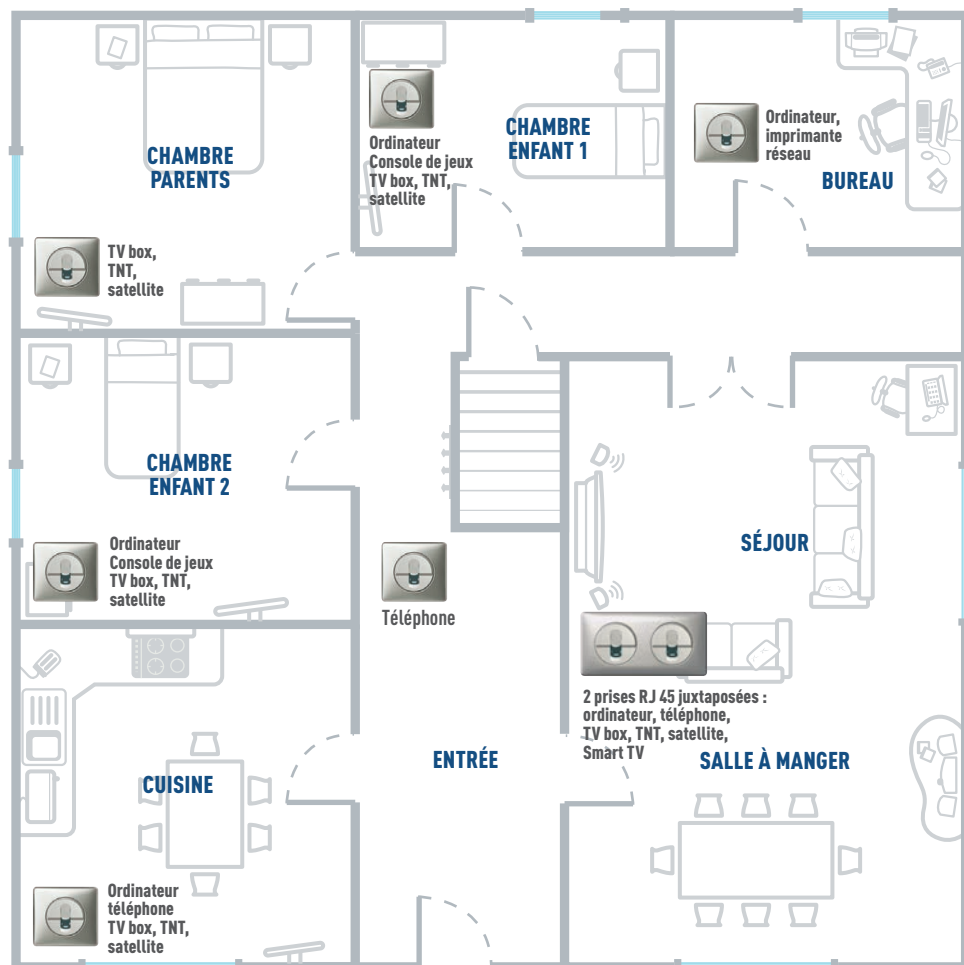 CHAMBRE
PARENTS
TV box,
TNT,
satellite
Ordinateur
Console de jeux
TV box, TNT,
satellite
CHAMBRE
ENFANT 1
Ordinateur,
imprimante
réseau
BUREAU
CHAMBRE
ENFANT 2
Ordinateur
Console de jeux
TV box, TNT,
satellite
Téléphone
SÉJOUR
2 prises RJ 45 juxtaposées :
ordinateur, téléphone,
TV box, TNT, satellite,
Smart TV
ENTRÉE
SALLE À MANGER
CUISINE
Ordinateur
téléphone
TV box, TNT,
satellite